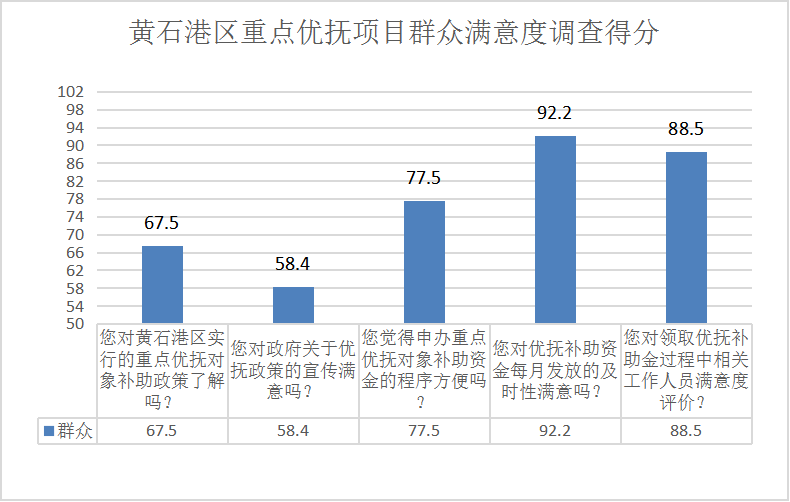 黄石港区重点优抚项目群众满意度调查得分
102
98
94
90
86
82
78
74
70
66
62
58
54
50
67.5
58.4
77.5
92.2
88.5
您对黄石港区实
行的重点优抚对
象补助政策了解
吗？
您对政府关于优
抚政策的宣传满
意吗？
您觉得申办重点
优抚对象补助资
金的程序方便吗
？
您对优抚补助资
金每月发放的及
时性满意吗？
您对领取优抚补
助金过程中相关
工作人员满意度
评价？
群众 67.5 58.4 77.5 92.2 88.5